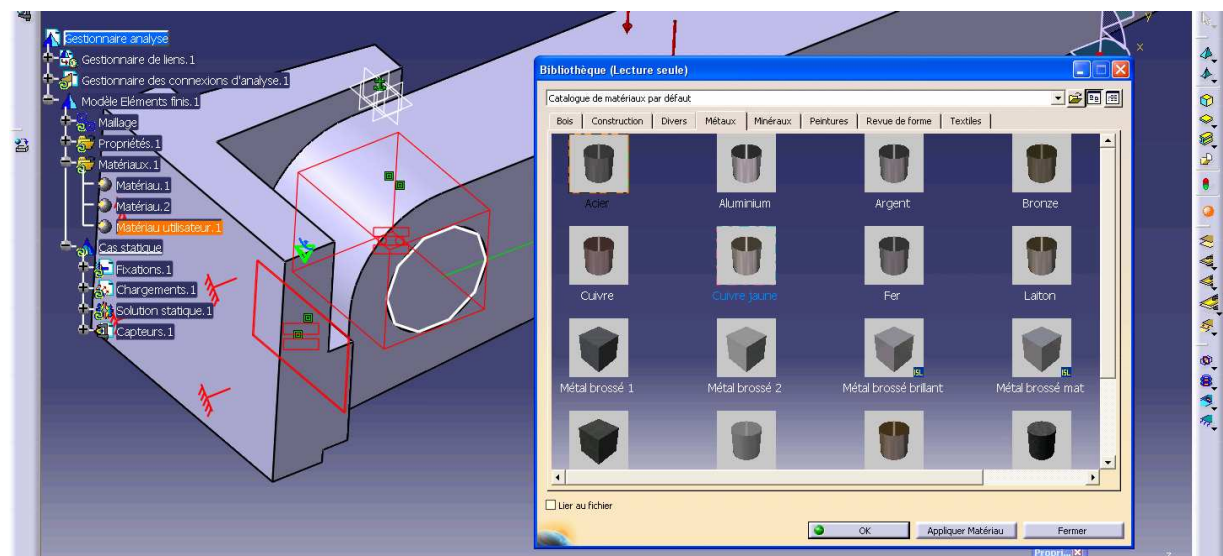 Gestionnaire analyse
Gestionnaire de liens.1
Gestionnaire des connexions d'analyse.1
Modèle Eléments finis.1
Maillage
Propriétés.1
Matériaux.1
Matériau.1
Matériau.2
Matériau utilisateur.1
Cas statique
Fixations.1
Chargements.1
Solution statique.1
Capteurs.1
y
x
Bibliothèque (Lecture seule)
Catalogue de matériaux par défaut
Bois Construction Divers Métaux Minéraux Peintures Revue de forme Textiles
Acier Aluminium Argent Bronze
Cuivre Cuivre jaune Fer Laiton
Métal brossé 1 Métal brossé 2 Métal brossé brillant Métal brossé mat
Lier au fichier
OK Appliquer Matériau Fermer
Propri...
z